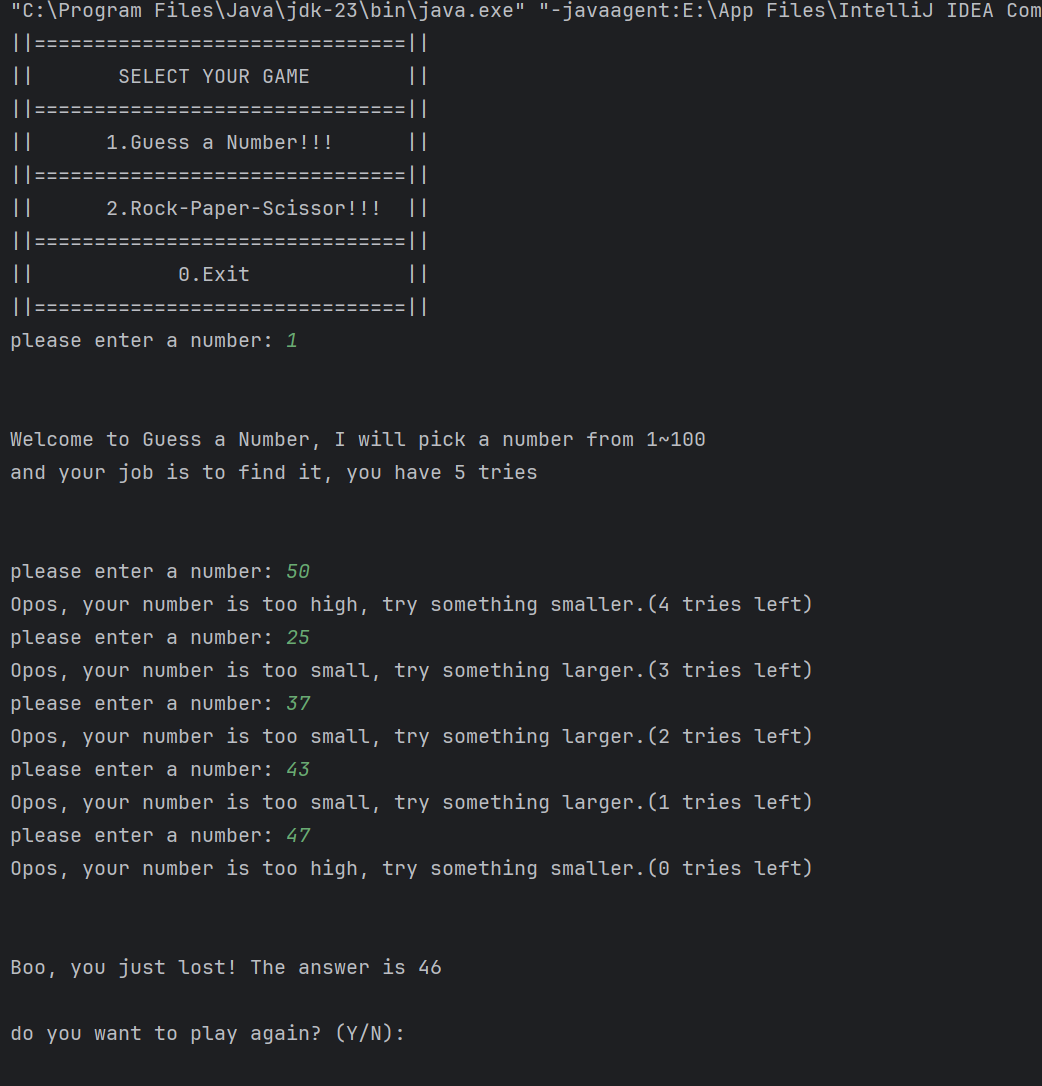 "C:\Program Files\Java\jdk-23\bin\java.exe" "-javaagent:E:\App Files\IntelliJ IDEA Com
||===============================||
||       SELECT YOUR GAME        ||
||===============================||
||      1.Guess a Number!!!      ||
||===============================||
||      2.Rock-Paper-Scissor!!!  ||
||===============================||
||            0.Exit             ||
||===============================||
please enter a number: 1
Welcome to Guess a Number, I will pick a number from 1~100
and your job is to find it, you have 5 tries
please enter a number: 50
Opos, your number is too high, try something smaller.(4 tries left)
please enter a number: 25
Opos, your number is too small, try something larger.(3 tries left)
please enter a number: 37
Opos, your number is too small, try something larger.(2 tries left)
please enter a number: 43
Opos, your number is too small, try something larger.(1 tries left)
please enter a number: 47
Opos, your number is too high, try something smaller.(0 tries left)
Boo, you just lost! The answer is 46
do you want to play again? (Y/N):